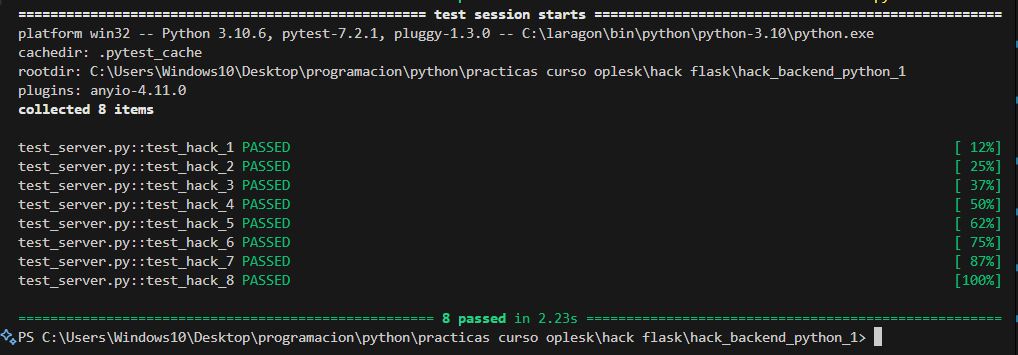 ================================================== test session starts ==================================================
platform win32 -- Python 3.10.6, pytest-7.2.1, pluggy-1.3.0 -- C:\laragon\bin\python\python-3.10\python.exe
cachedir: .pytest_cache
rootdir: C:\Users\Windows10\Desktop\programacion\python\practicas curso oplesk\hack flask\hack_backend_python_1
plugins: anyio-4.11.0
collected 8 items
test_server.py::test_hack_1 PASSED [ 12%]
test_server.py::test_hack_2 PASSED [ 25%]
test_server.py::test_hack_3 PASSED [ 37%]
test_server.py::test_hack_4 PASSED [ 50%]
test_server.py::test_hack_5 PASSED [ 62%]
test_server.py::test_hack_6 PASSED [ 75%]
test_server.py::test_hack_7 PASSED [ 87%]
test_server.py::test_hack_8 PASSED [100%]
=================================================== 8 passed in 2.23s ===================================================
PS C:\Users\Windows10\Desktop\programacion\python\practicas curso oplesk\hack flask\hack_backend_python_1>